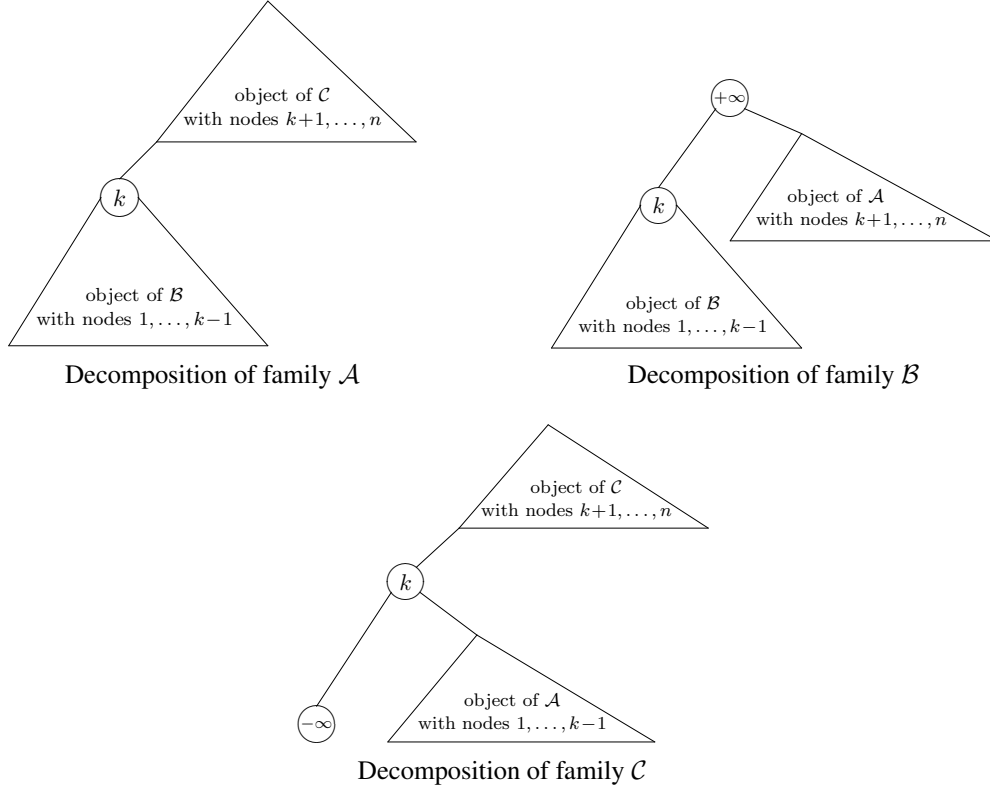 object of 𝒞
with nodes k+1,…,n
k
object of ℬ
with nodes 1,…,k−1
Decomposition of family 𝒜
+∞
object of 𝒜
with nodes k+1,…,n
k
object of ℬ
with nodes 1,…,k−1
Decomposition of family ℬ
object of 𝒞
with nodes k+1,…,n
k
object of 𝒜
with nodes 1,…,k−1
−∞
Decomposition of family 𝒞